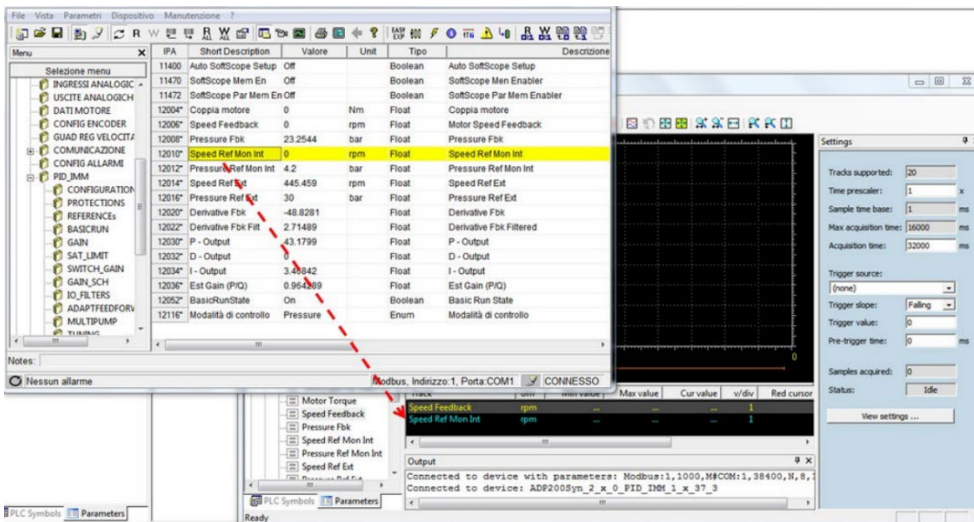 File Vista Parametri Dispositivo Manutenzione ?
Menu
Selezione menu
INGRESSI ANALOGIC
USCITE ANALOGICH
DATI MOTORE
CONFIG ENCODER
GUAD REG VELOCITA
COMUNICAZIONE
CONFIG ALLARMI
PID_IMM
CONFIGURATION
PROTECTIONS
REFERENCEs
BASICRUN
GAIN
SAT_LIMIT
SWITCH_GAIN
GAIN_SCH
IO_FILTERS
ADAPTFEEDFORW
MULTIPUMP
TUNING
IPA Short Description Valore Unit Tipo Descrizione
11400 Auto SoftScope Setup Off Boolean Auto SoftScope Setup
11470 SoftScope Mem En Off Boolean SoftScope Men Enabler
11472 SoftScope Par Mem En Off Boolean SoftScope Par Mem Enabler
12004* Coppia motore 0 Nm Float Coppia motore
12006* Speed Feedback 0 rpm Float Motor Speed Feedback
12008* Pressure Fbk 23.2544 bar Float Pressure Fbk
12010* Speed Ref Mon Int 0 rpm Float Speed Ref Mon Int
12012* Pressure Ref Mon Int 4.2 bar Float Pressure Ref Mon Int
12014* Speed Ref Ext 445.459 rpm Float Speed Ref Ext
12016* Pressure Ref Ext 30 bar Float Pressure Ref Ext
12020* Derivative Fbk -48.8281 Float Derivative Fbk
12022* Derivative Fbk Filt 2.71489 Float Derivative Fbk Filtered
12030* P - Output 43.1799 Float P - Output
12032* D - Output 0 Float D - Output
12034* I - Output Float I - Output
12036* Est Gain (P/Q) 0.964289 Float Est Gain (P/Q)
12052* BasicRunState On Boolean Basic Run State
12116* Modalità di controllo Pressure Enum Modalità di controllo
Notes:
Nessun allarme
Modbus, Indirizzo:1, Porta:COM1 CONNESSO
Settings
Tracks supported: 20
Time prescaler: 1 x
Sample time base: 1 ms
Max acquisition time: 16000 ms
Acquisition time: 32000 ms
Trigger source:
(none)
Trigger slope: Falling
Trigger value: 0
Pre-trigger time: 0 ms
Samples acquired: 0
Status: Idle
View settings ...
0
Motor Torque
Speed Feedback
Pressure Fbk
Speed Ref Mon Int
Pressure Ref Mon Int
Speed Ref Ext
Pressure Ref Ext
Track Um Min value Max value Cur value v/div Red cursor
Speed Feedback rpm ... ... ... 1
Speed Ref Mon Int rpm ... ... ... 1
Output
Connected to device with parameters: Modbus:1,1000,M#COM:1,38400,N,8,
Connected to device: ADP200Syn_2_x_0_PID_IMM_1_x_37_3
PLC Symbols Parameters
PLC Symbols Parameters
Ready